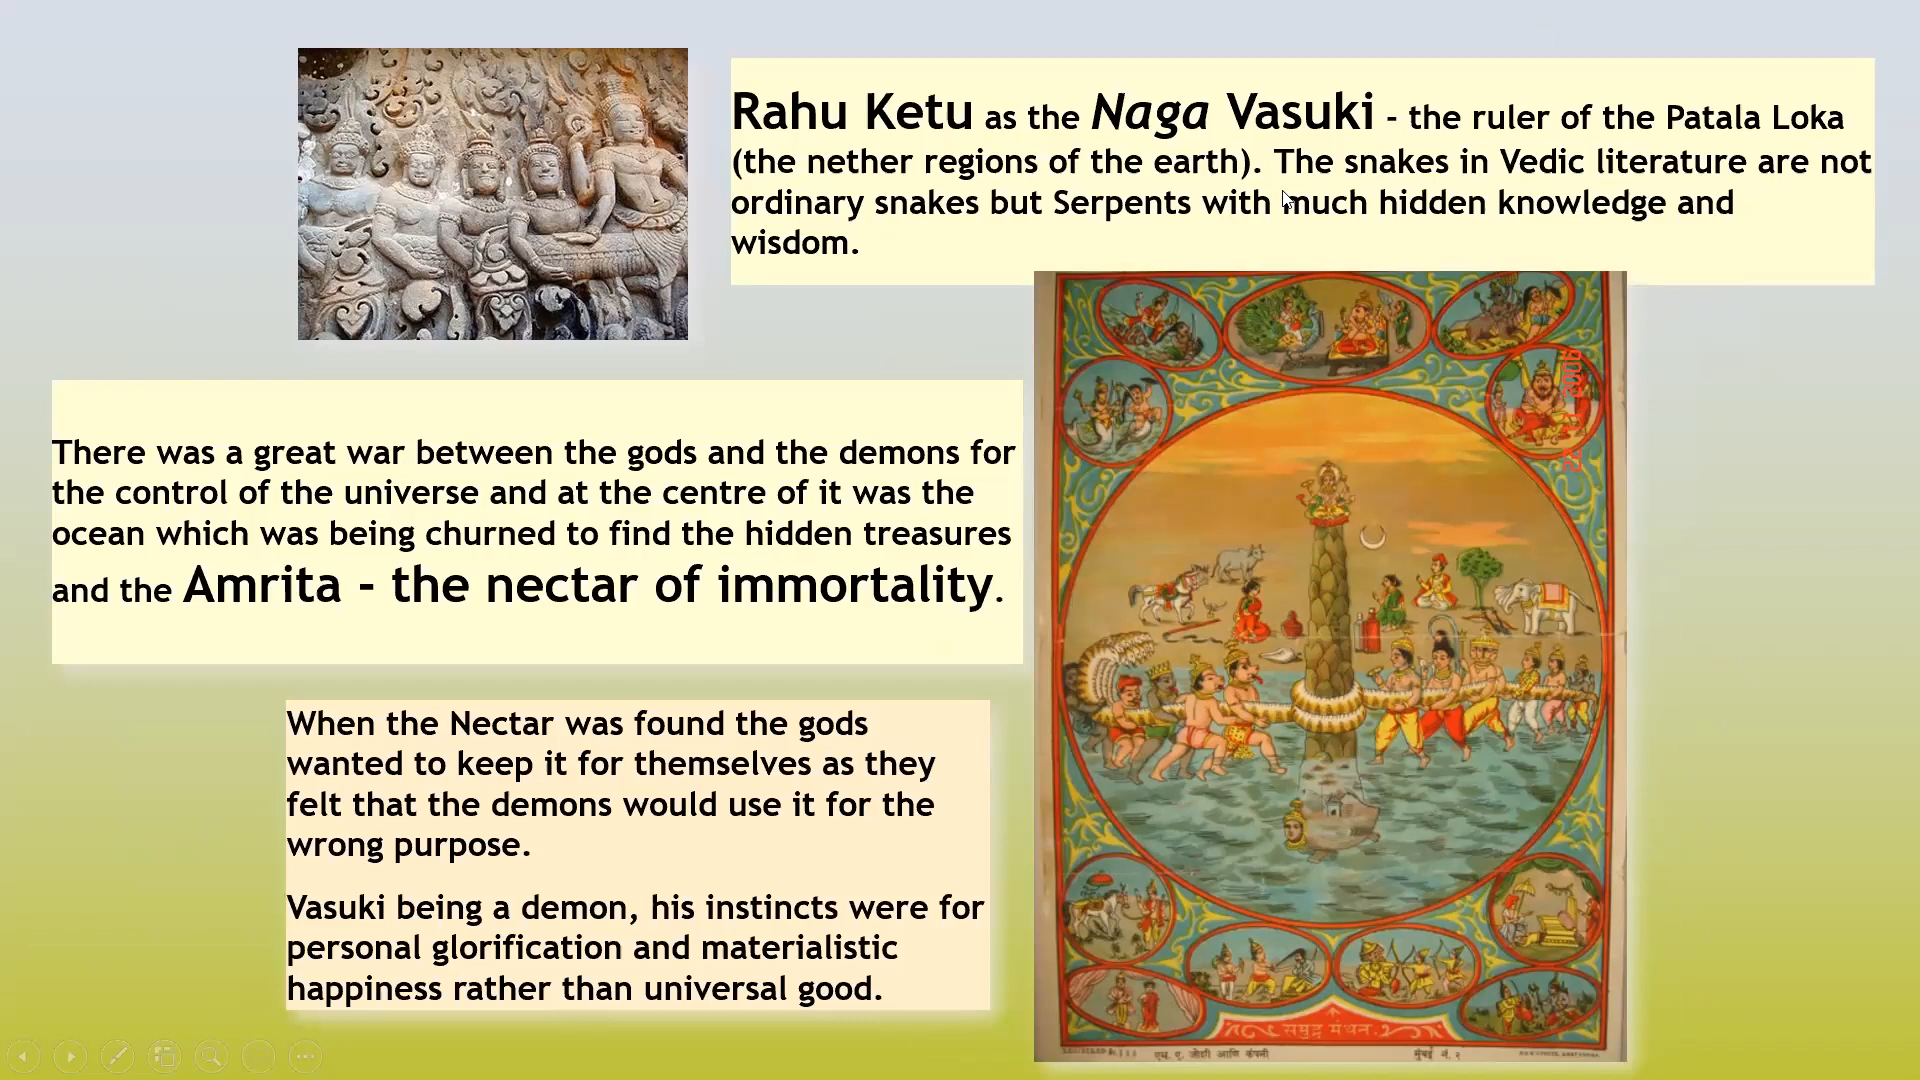 Rahu Ketu as the Naga Vasuki - the ruler of the Patala Loka
(the nether regions of the earth). The snakes in Vedic literature are not
ordinary snakes but Serpents with much hidden knowledge and
wisdom.
There was a great war between the gods and the demons for
the control of the universe and at the centre of it was the
ocean which was being churned to find the hidden treasures
and the Amrita - the nectar of immortality.
When the Nectar was found the gods
wanted to keep it for themselves as they
felt that the demons would use it for the
wrong purpose.
Vasuki being a demon, his instincts were for
personal glorification and materialistic
happiness rather than universal good.
समुद्र मंथन.
एम. ए. जोशी आणि कंपनी
मुंबई नं. २